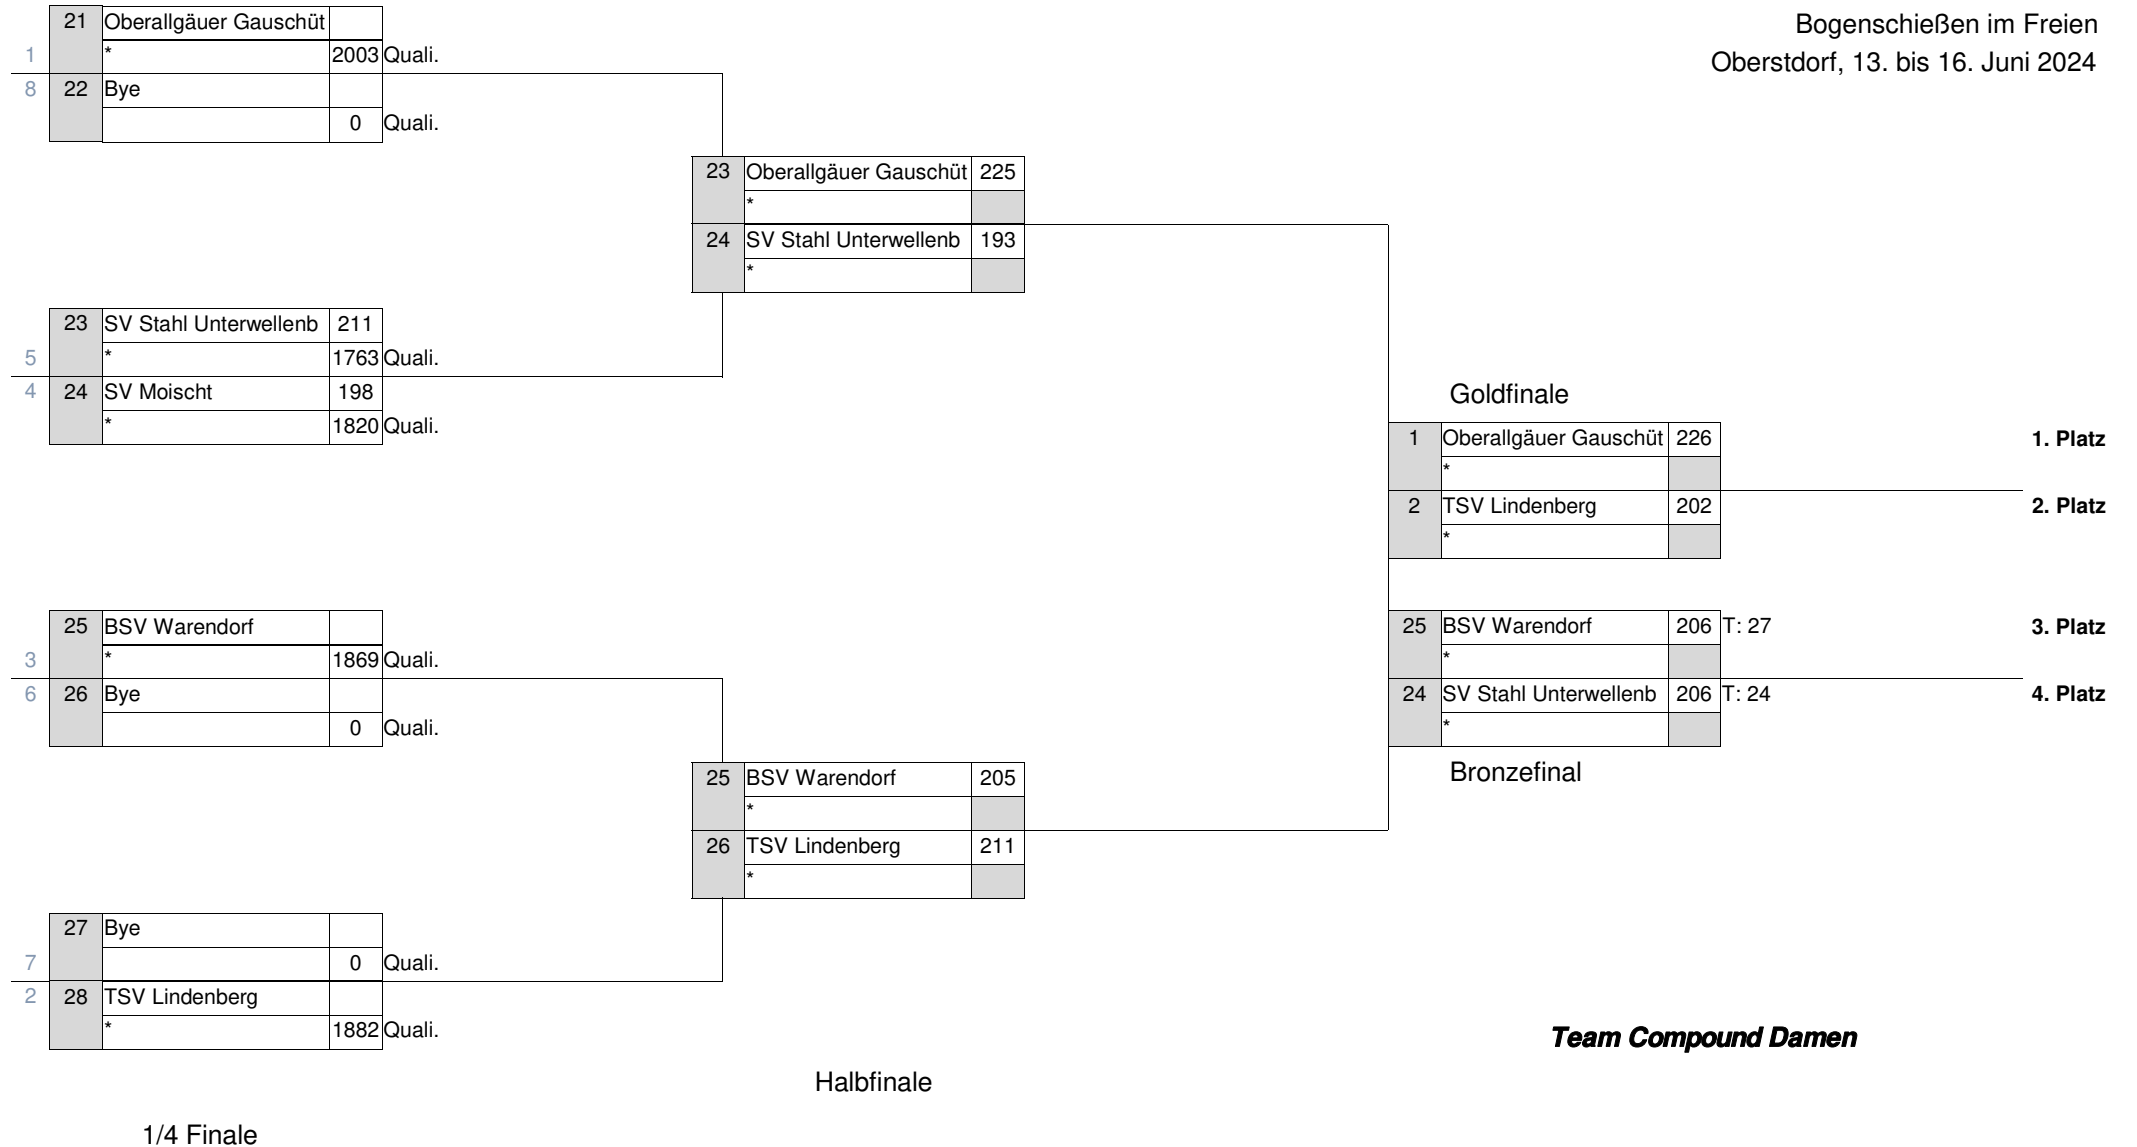 Bogenschießen im Freien
Oberstdorf, 13. bis 16. Juni 2024
21 Oberallgäuer Gauschüt
1 * 2003 Quali.
8 22 Bye
0 Quali.
23 SV Stahl Unterwellenb 211
5 * 1763 Quali.
4 24 SV Moischt 198
* 1820 Quali.
25 BSV Warendorf
3 * 1869 Quali.
6 26 Bye
0 Quali.
27 Bye
7 0 Quali.
2 28 TSV Lindenberg
* 1882 Quali.
1/4 Finale
23 Oberallgäuer Gauschüt 225
*
24 SV Stahl Unterwellenb 193
*
25 BSV Warendorf 205
*
26 TSV Lindenberg 211
*
Halbfinale
Goldfinale
1 Oberallgäuer Gauschüt 226 1. Platz
*
2 TSV Lindenberg 202 2. Platz
*
25 BSV Warendorf 206 T: 27 3. Platz
*
24 SV Stahl Unterwellenb 206 T: 24 4. Platz
*
Bronzefinal
Team Compound Damen